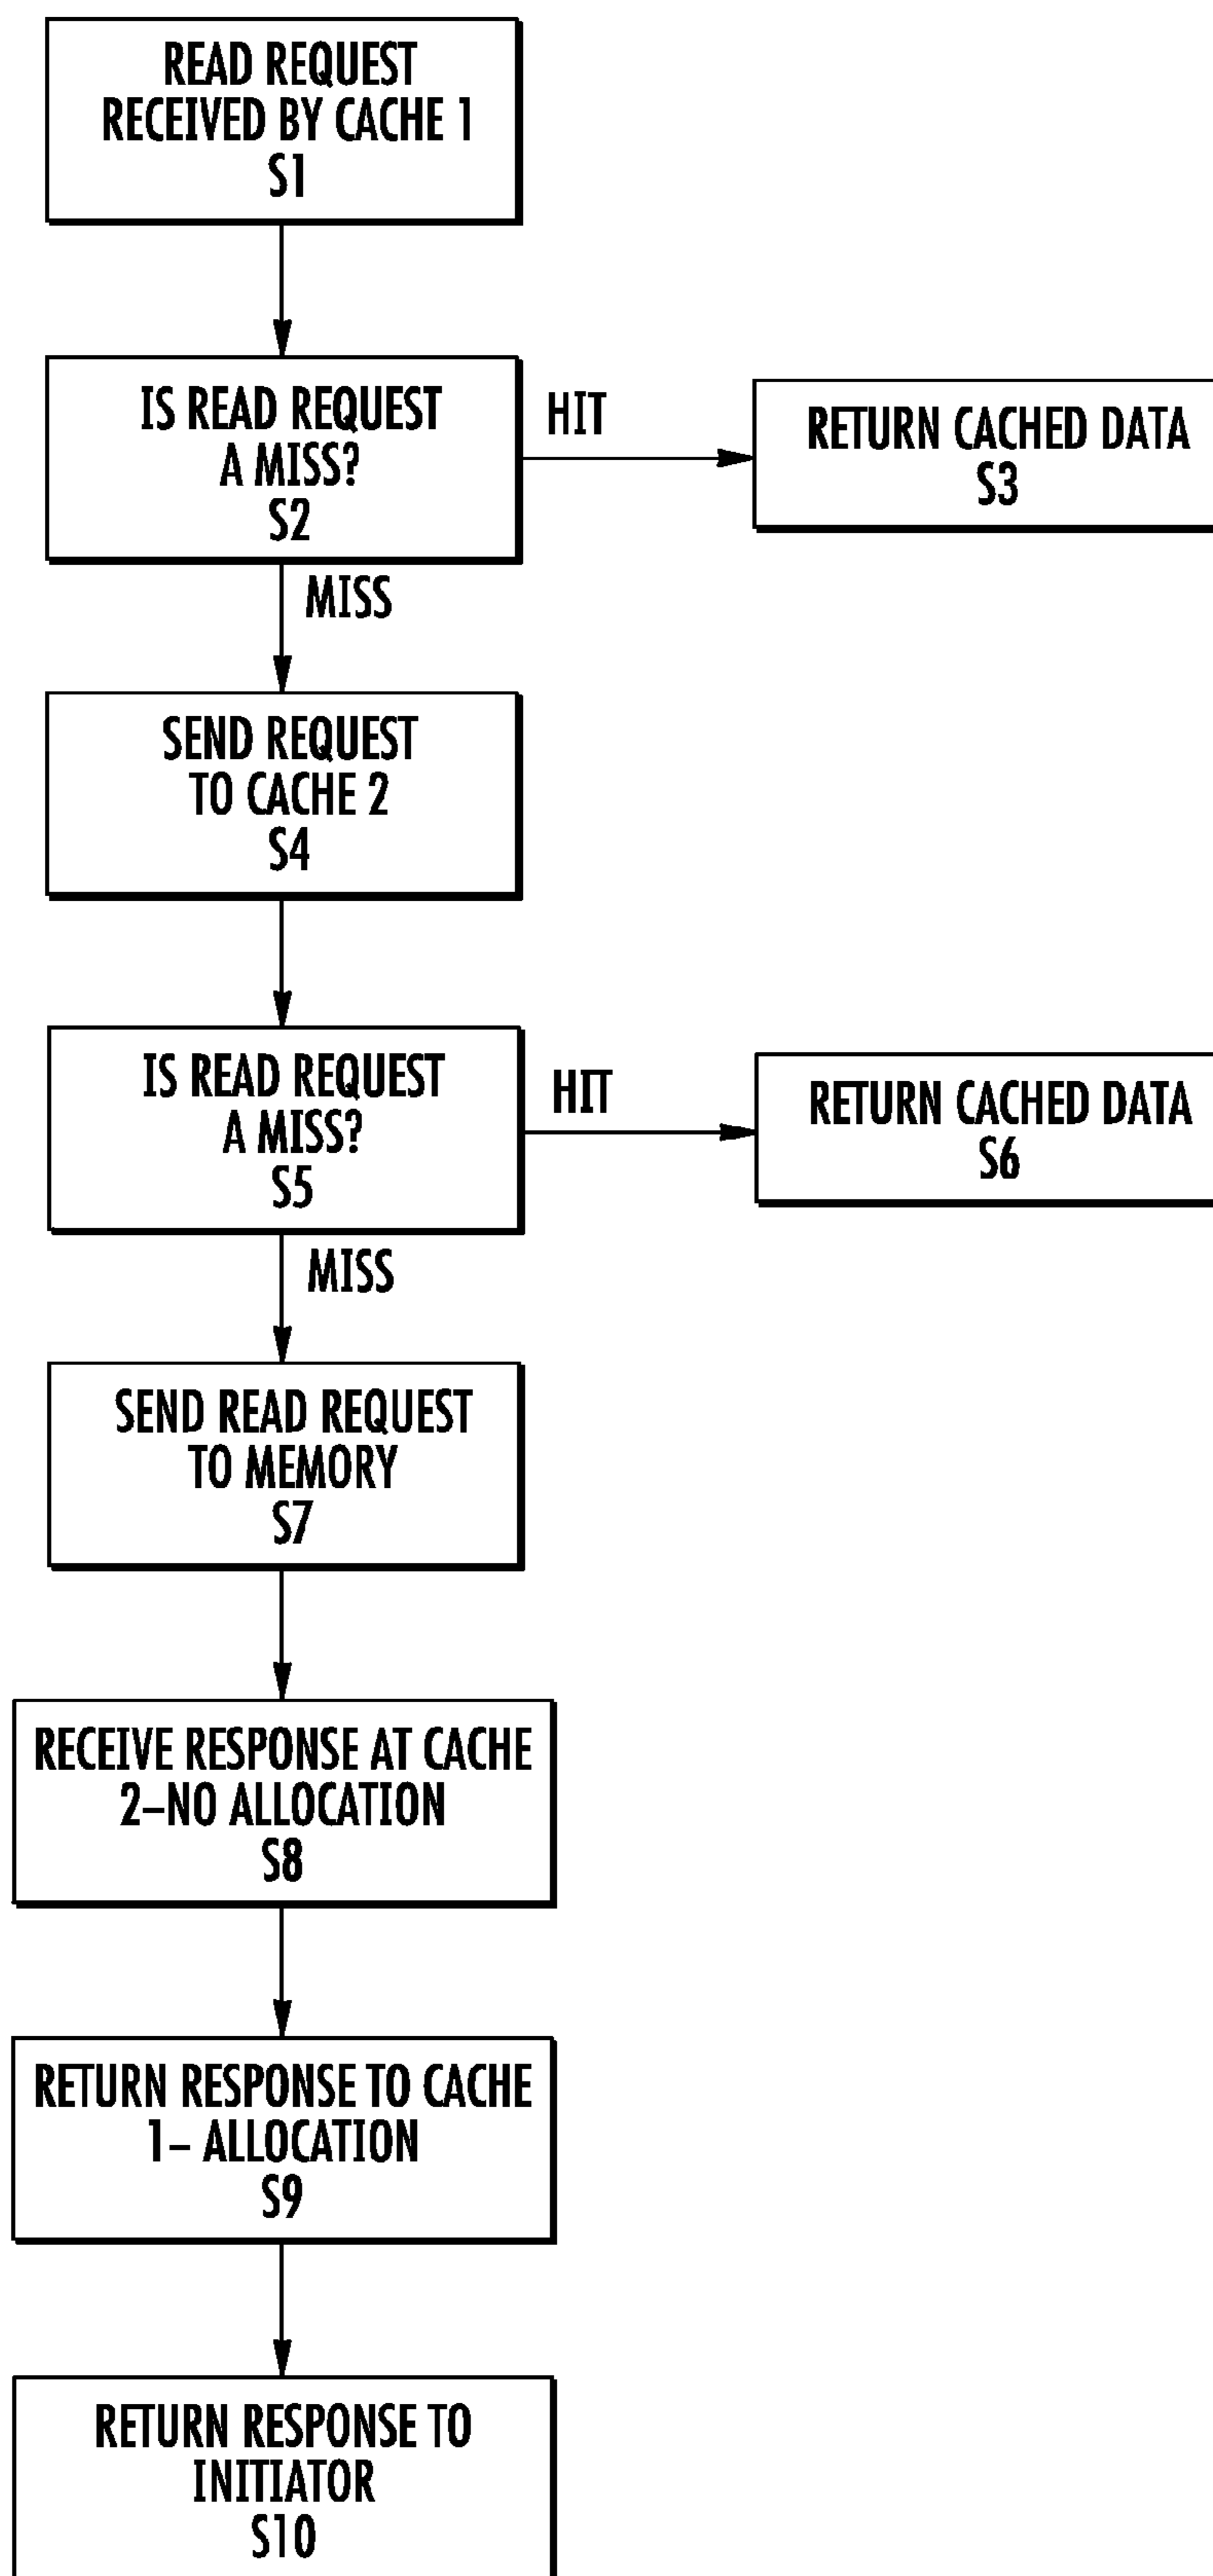 READ REQUEST
RECEIVED BY CACHE 1
S1
IS READ REQUEST
A MISS?
S2
HIT
RETURN CACHED DATA
S3
MISS
SEND REQUEST
TO CACHE 2
S4
IS READ REQUEST
A MISS?
S5
HIT
RETURN CACHED DATA
S6
MISS
SEND READ REQUEST
TO MEMORY
S7
RECEIVE RESPONSE AT CACHE
2–NO ALLOCATION
S8
RETURN RESPONSE TO CACHE
1– ALLOCATION
S9
RETURN RESPONSE TO
INITIATOR
S10